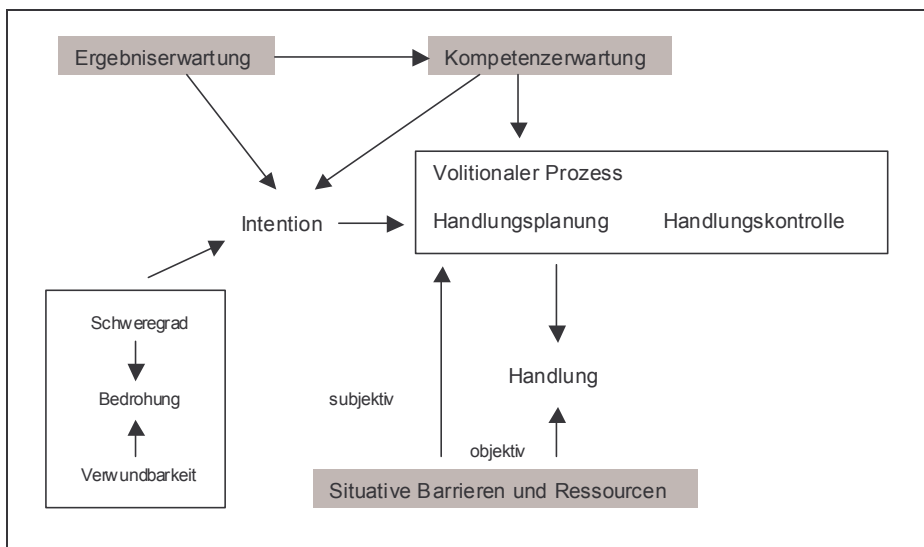 Ergebniserwartung
Kompetenzerwartung
Volitionaler Prozess
Intention
Handlungsplanung
Handlungskontrolle
Schweregrad
Bedrohung
Verwundbarkeit
Handlung
subjektiv
objektiv
Situative Barrieren und Ressourcen